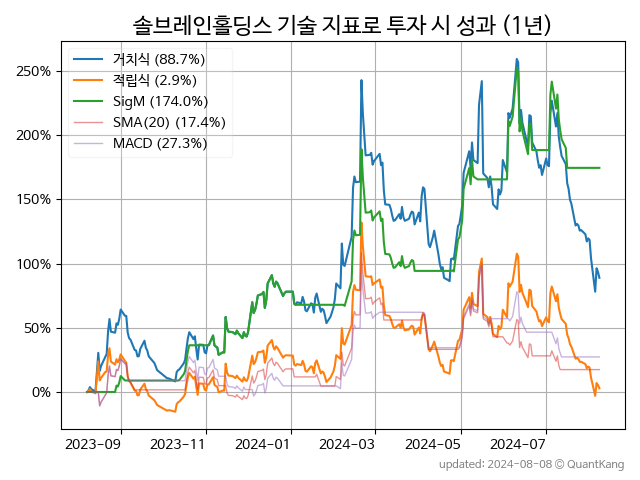 솔브레인홀딩스 기술 지표로 투자 시 성과 (1년)
거치식 (88.7%)
적립식 (2.9%)
SigM (174.0%)
SMA(20) (17.4%)
MACD (27.3%)
250%
200%
150%
100%
50%
0%
2023-09 2023-11 2024-01 2024-03 2024-05 2024-07
updated: 2024-08-08 © QuantKang